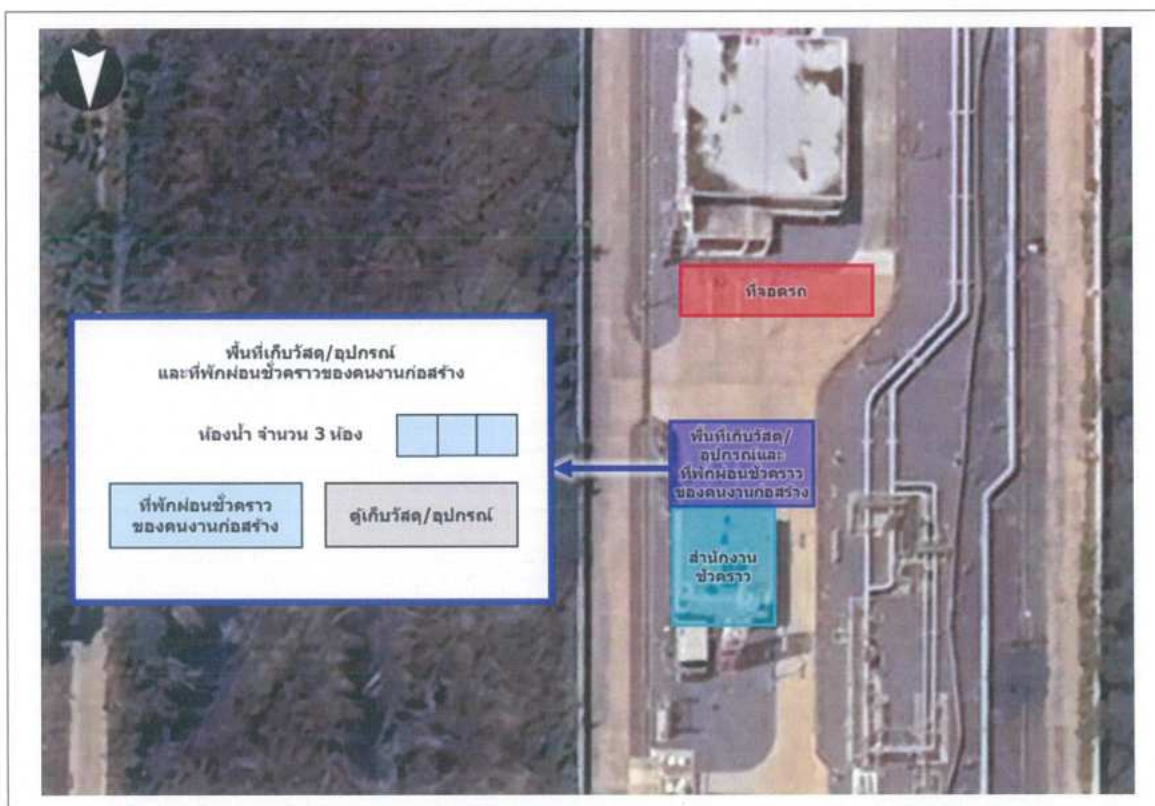 ที่จอดรถ
พื้นที่เก็บวัสดุ/อุปกรณ์
และที่พักผ่อนชั่วคราวของคนงานก่อสร้าง
ห้องน้ำ จำนวน 3 ห้อง
ที่พักผ่อนชั่วคราว
ของคนงานก่อสร้าง
ตู้เก็บวัสดุ/อุปกรณ์
พื้นที่เก็บวัสดุ/
อุปกรณ์และ
ที่พักผ่อนชั่วคราว
ของคนงานก่อสร้าง
สำนักงาน
ชั่วคราว